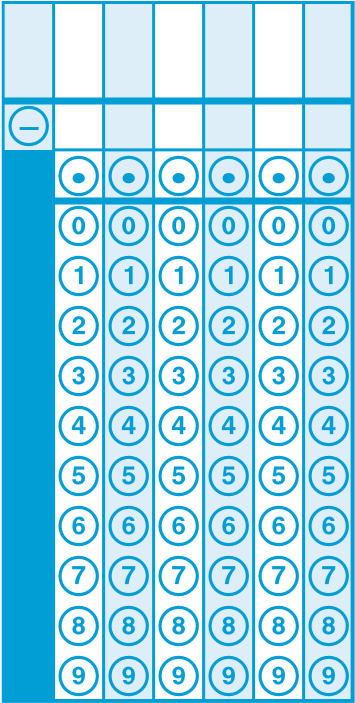 −
• • • • • •
0 0 0 0 0 0
1 1 1 1 1 1
2 2 2 2 2 2
3 3 3 3 3 3
4 4 4 4 4 4
5 5 5 5 5 5
6 6 6 6 6 6
7 7 7 7 7 7
8 8 8 8 8 8
9 9 9 9 9 9